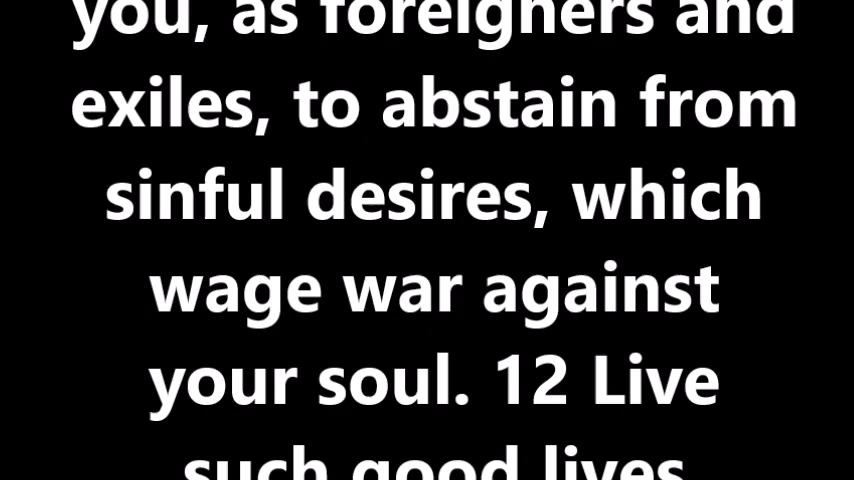 you, as foreigners and
exiles, to abstain from
sinful desires, which
wage war against
your soul. 12 Live
such good lives